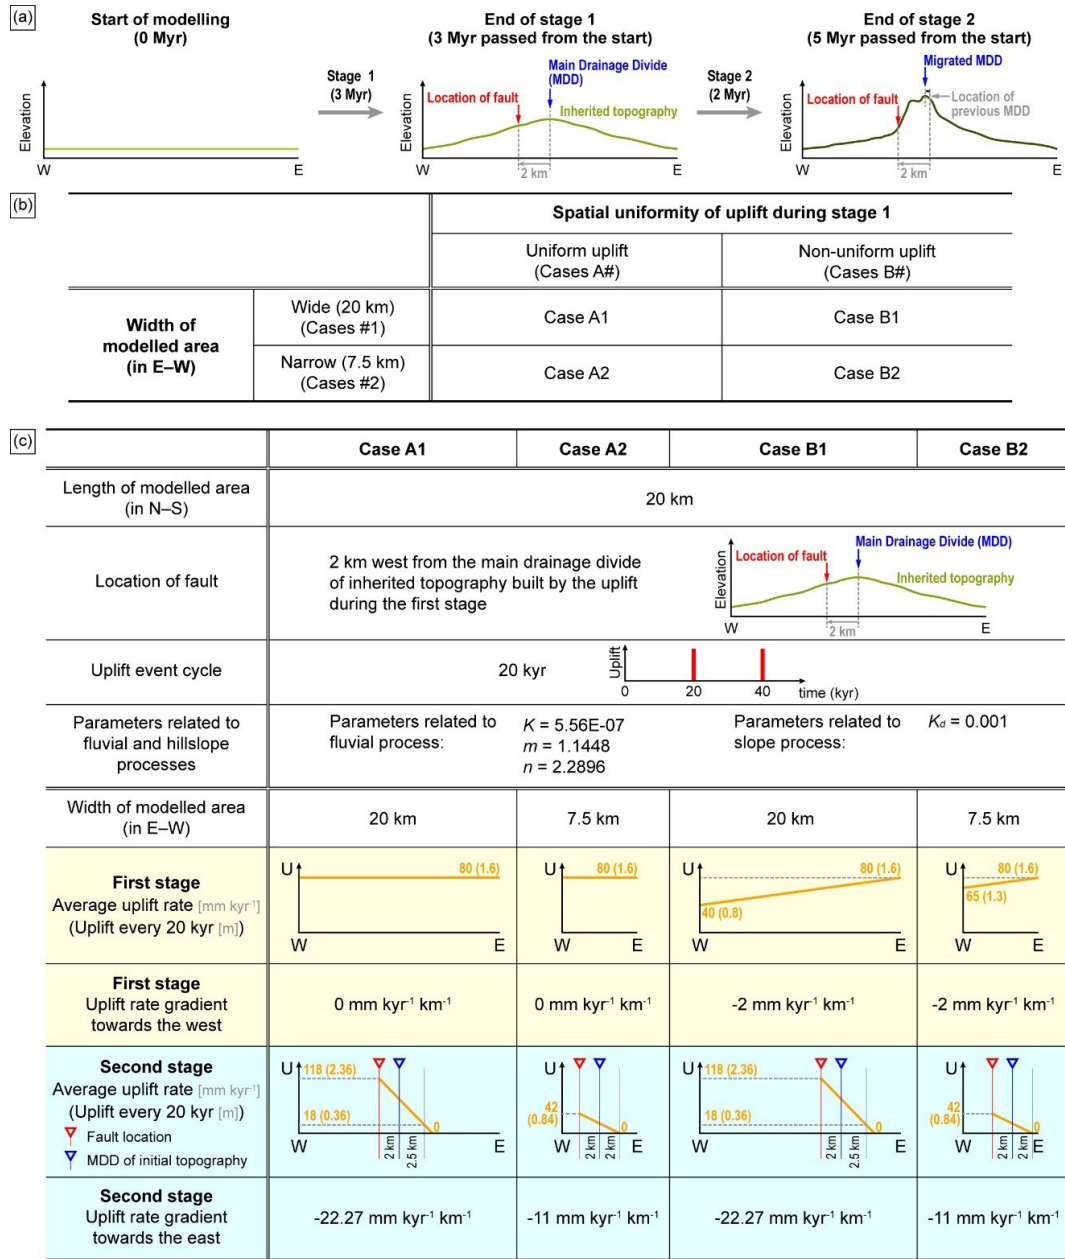 (a)
Start of modelling
(0 Myr)
End of stage 1
(3 Myr passed from the start)
End of stage 2
(5 Myr passed from the start)
Elevation
W
E
Stage 1
(3 Myr)
Main Drainage Divide
(MDD)
Location of fault
Inherited topography
Elevation
2 km
W
E
Stage 2
(2 Myr)
Migrated MDD
Location of fault
Location of
previous MDD
Elevation
2 km
W
E
(b)
Spatial uniformity of uplift during stage 1
Uniform uplift
(Cases A#)
Non-uniform uplift
(Cases B#)
Width of
modelled area
(in E–W)
Wide (20 km)
(Cases #1)
Case A1
Case B1
Narrow (7.5 km)
(Cases #2)
Case A2
Case B2
(c)
Case A1
Case A2
Case B1
Case B2
Length of modelled area
(in N–S)
20 km
Location of fault
2 km west from the main drainage divide
of inherited topography built by the uplift
during the first stage
Main Drainage Divide (MDD)
Location of fault
Inherited topography
Elevation
2 km
W
E
Uplift event cycle
20 kyr
Uplift
0
20
40
time (kyr)
Parameters related to
fluvial and hillslope
processes
Parameters related to
fluvial process:
K = 5.56E-07
m = 1.1448
n = 2.2896
Parameters related to
slope process:
Kd = 0.001
Width of modelled area
(in E–W)
20 km
7.5 km
20 km
7.5 km
First stage
Average uplift rate [mm kyr⁻¹]
(Uplift every 20 kyr [m])
U
80 (1.6)
W
E
U
80 (1.6)
W
E
U
80 (1.6)
40 (0.8)
W
E
U
80 (1.6)
65 (1.3)
W
E
First stage
Uplift rate gradient
towards the west
0 mm kyr⁻¹ km⁻¹
0 mm kyr⁻¹ km⁻¹
-2 mm kyr⁻¹ km⁻¹
-2 mm kyr⁻¹ km⁻¹
Second stage
Average uplift rate [mm kyr⁻¹]
(Uplift every 20 kyr [m])
Fault location
MDD of initial topography
U
118 (2.36)
18 (0.36)
0
W
E
2 km
2.5 km
U
42
(0.84)
0
W
E
2 km
2 km
U
118 (2.36)
18 (0.36)
0
W
E
2 km
2.5 km
U
42
(0.84)
0
W
E
2 km
2 km
Second stage
Uplift rate gradient
towards the east
-22.27 mm kyr⁻¹ km⁻¹
-11 mm kyr⁻¹ km⁻¹
-22.27 mm kyr⁻¹ km⁻¹
-11 mm kyr⁻¹ km⁻¹